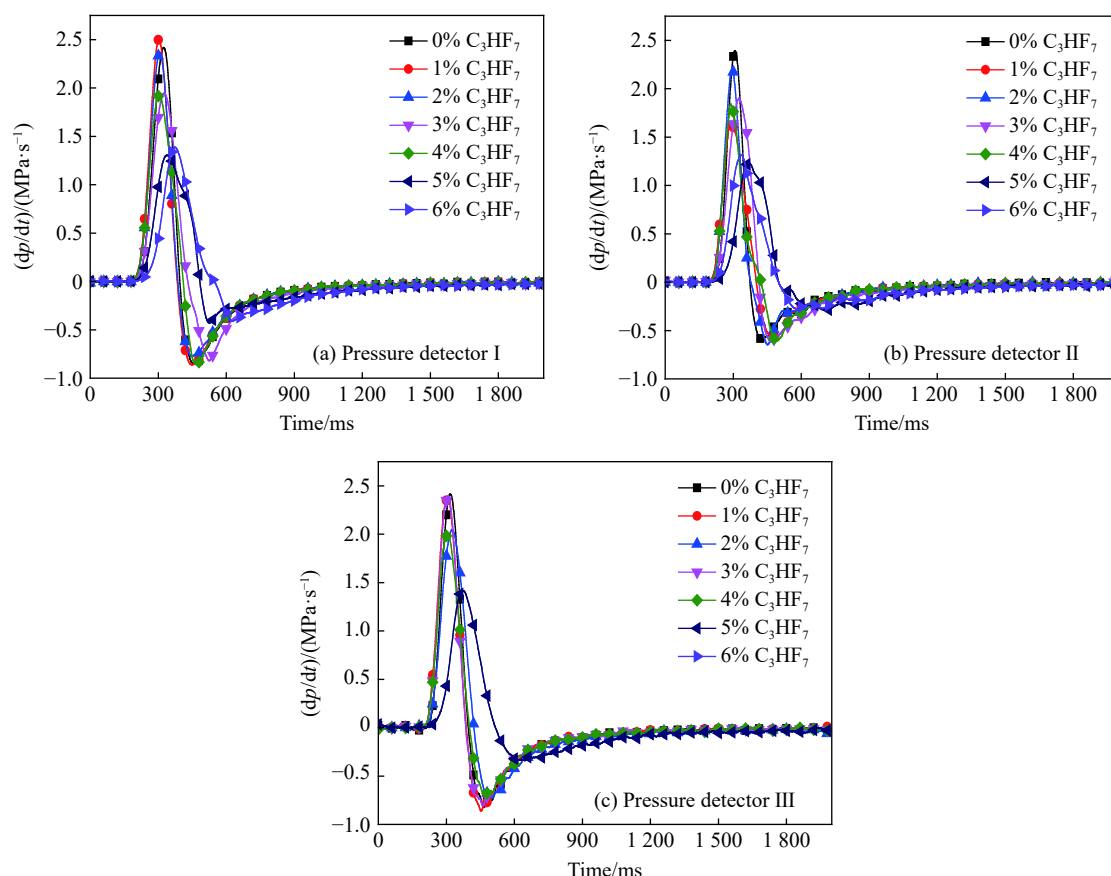 2.5
2.0
1.5
1.0
0.5
0
−0.5
−1.0
(dp/dt)/(MPa·s⁻¹)
0% C₃HF₇
1% C₃HF₇
2% C₃HF₇
3% C₃HF₇
4% C₃HF₇
5% C₃HF₇
6% C₃HF₇
(a) Pressure detector I
0 300 600 900 1 200 1 500 1 800
Time/ms
2.5
2.0
1.5
1.0
0.5
0
−0.5
−1.0
(dp/dt)/(MPa·s⁻¹)
0% C₃HF₇
1% C₃HF₇
2% C₃HF₇
3% C₃HF₇
4% C₃HF₇
5% C₃HF₇
6% C₃HF₇
(b) Pressure detector II
0 300 600 900 1 200 1 500 1 800
Time/ms
2.5
2.0
1.5
1.0
0.5
0
−0.5
−1.0
(dp/dt)/(MPa·s⁻¹)
0% C₃HF₇
1% C₃HF₇
2% C₃HF₇
3% C₃HF₇
4% C₃HF₇
5% C₃HF₇
6% C₃HF₇
(c) Pressure detector III
0 300 600 900 1 200 1 500 1 800
Time/ms